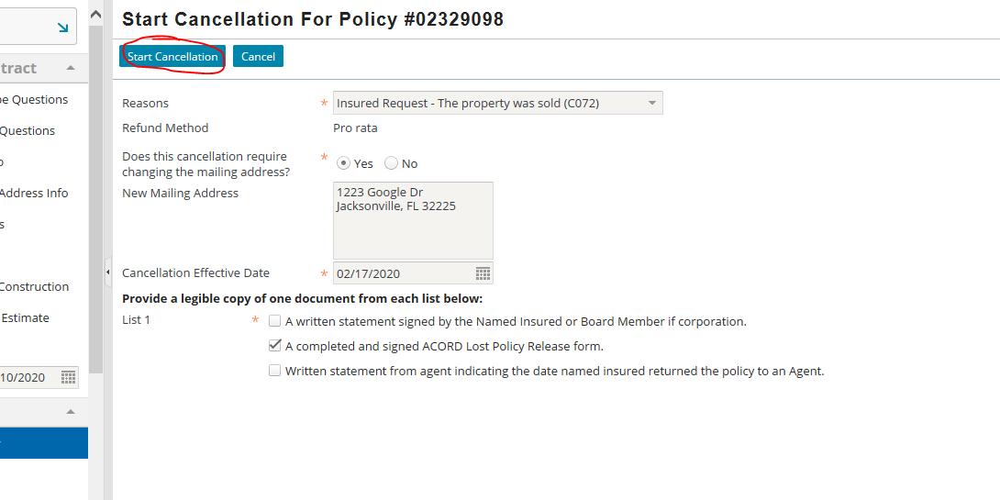 Start Cancellation For Policy #02329098
Start Cancellation Cancel
tract
Questions
Questions
Address Info
Construction
Estimate
10/2020
Reasons * Insured Request - The property was sold (C072)
Refund Method Pro rata
Does this cancellation require
changing the mailing address? * Yes No
New Mailing Address 1223 Google Dr
Jacksonville, FL 32225
Cancellation Effective Date * 02/17/2020
Provide a legible copy of one document from each list below:
List 1 * A written statement signed by the Named Insured or Board Member if corporation.
A completed and signed ACORD Lost Policy Release form.
Written statement from agent indicating the date named insured returned the policy to an Agent.